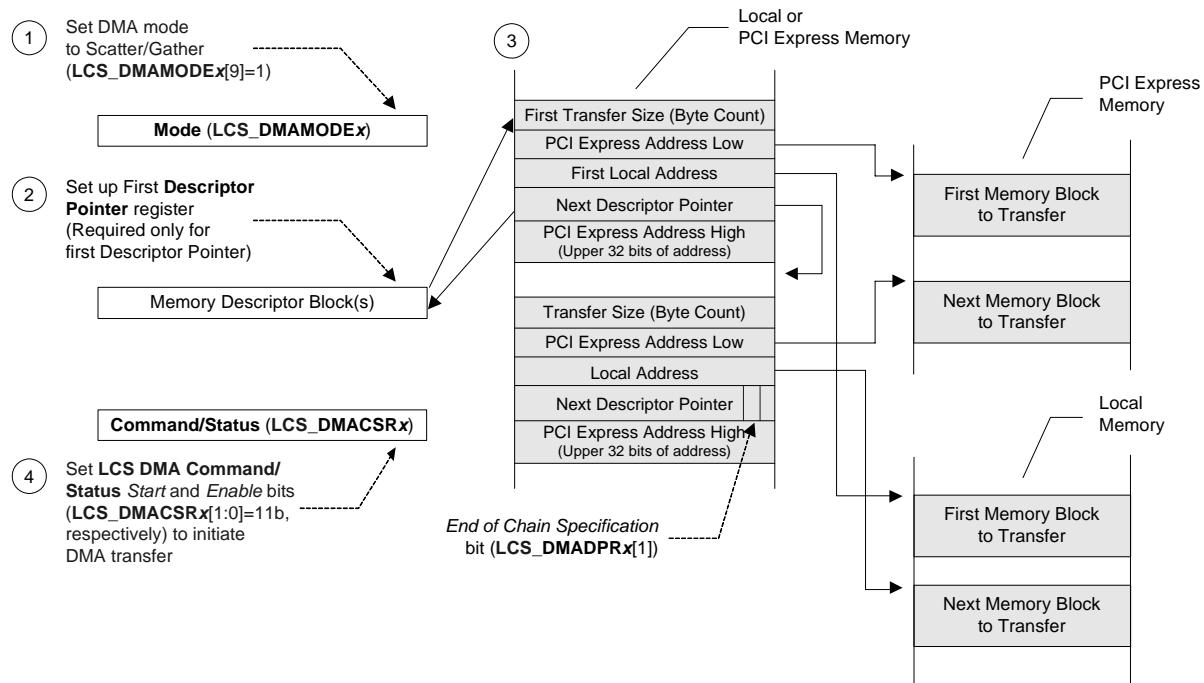 1
Set DMA mode
to Scatter/Gather
(LCS_DMAMODEx[9]=1)
Mode (LCS_DMAMODEx)
2
Set up First Descriptor
Pointer register
(Required only for
first Descriptor Pointer)
Memory Descriptor Block(s)
Command/Status (LCS_DMACSRx)
4
Set LCS DMA Command/
Status Start and Enable bits
(LCS_DMACSRx[1:0]=11b,
respectively) to initiate
DMA transfer
3
Local or
PCI Express Memory
First Transfer Size (Byte Count)
PCI Express Address Low
First Local Address
Next Descriptor Pointer
PCI Express Address High
(Upper 32 bits of address)
Transfer Size (Byte Count)
PCI Express Address Low
Local Address
Next Descriptor Pointer
PCI Express Address High
(Upper 32 bits of address)
End of Chain Specification
bit (LCS_DMADPRx[1])
PCI Express
Memory
First Memory Block
to Transfer
Next Memory Block
to Transfer
Local
Memory
First Memory Block
to Transfer
Next Memory Block
to Transfer